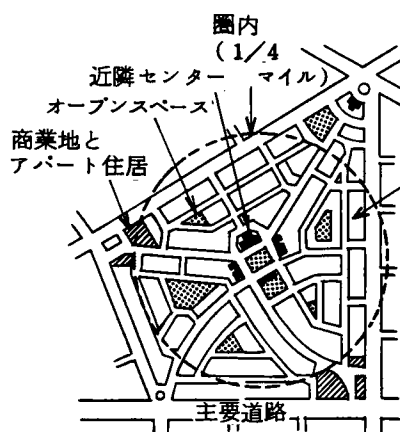 圏内
(1/4
マイル)
近隣センター
オープンスペース
商業地と
アパート住居
主要道路